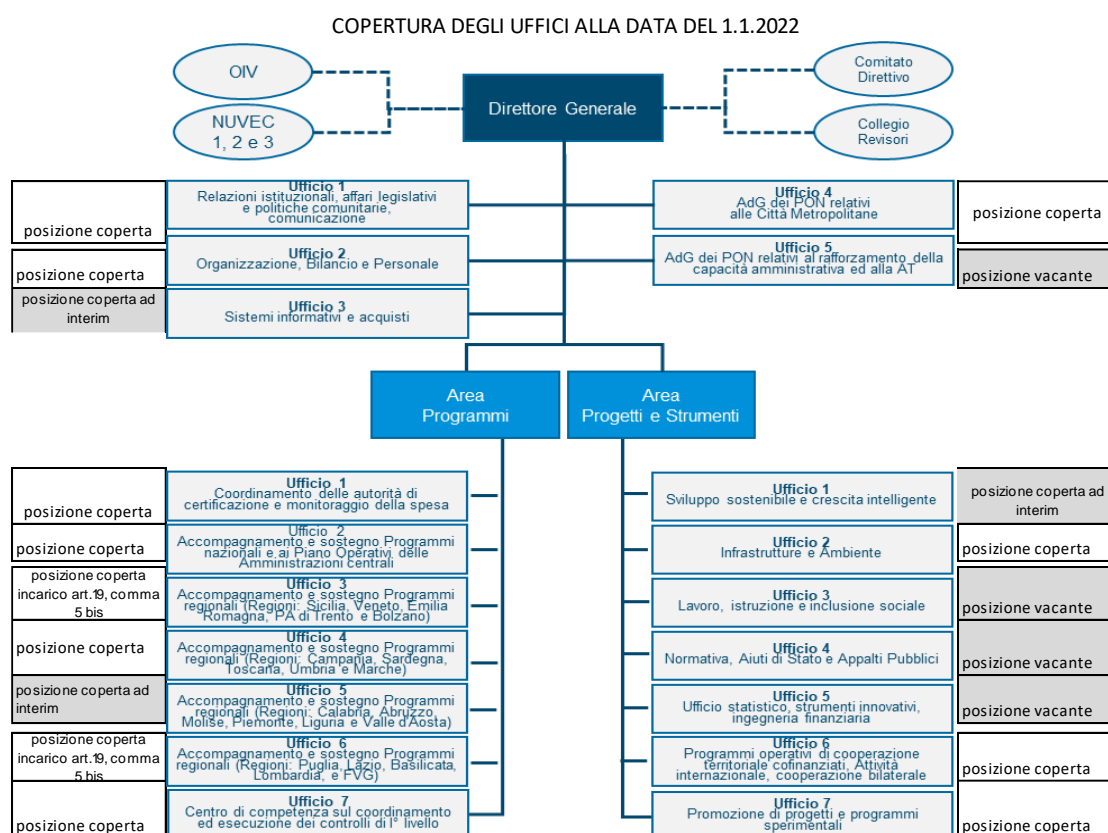 COPERTURA DEGLI UFFICI ALLA DATA DEL 1.1.2022
OIV
NUVEC
1, 2 e 3
Direttore Generale
Comitato
Direttivo
Collegio
Revisori
posizione coperta
Ufficio 1
Relazioni istituzionali, affari legislativi
e politiche comunitarie,
comunicazione
Ufficio 4
AdG dei PON relativi
alle Città Metropolitane
posizione coperta
posizione coperta
Ufficio 2
Organizzazione, Bilancio e Personale
Ufficio 5
AdG dei PON relativi al rafforzamento della
capacità amministrativa ed alla AT
posizione vacante
posizione coperta ad
interim
Ufficio 3
Sistemi informativi e acquisti
Area
Programmi
Area
Progetti e Strumenti
posizione coperta
Ufficio 1
Coordinamento delle autorità di
certificazione e monitoraggio della spesa
Ufficio 1
Sviluppo sostenibile e crescita intelligente
posizione coperta ad
interim
posizione coperta
Ufficio 2
Accompagnamento e sostegno Programmi
nazionali e ai Piano Operativi delle
Amministrazioni centrali
Ufficio 2
Infrastrutture e Ambiente
posizione coperta
posizione coperta
incarico art.19, comma
5 bis
Ufficio 3
Accompagnamento e sostegno Programmi
regionali (Regioni: Sicilia, Veneto, Emilia
Romagna, PA di Trento e Bolzano)
Ufficio 3
Lavoro, istruzione e inclusione sociale
posizione vacante
posizione coperta
Ufficio 4
Accompagnamento e sostegno Programmi
regionali (Regioni: Campania, Sardegna,
Toscana, Umbria e Marche)
Ufficio 4
Normativa, Aiuti di Stato e Appalti Pubblici
posizione vacante
posizione coperta ad
interim
Ufficio 5
Accompagnamento e sostegno Programmi
regionali (Regioni: Calabria, Abruzzo,
Molise, Piemonte, Liguria e Valle d'Aosta)
Ufficio 5
Ufficio statistico, strumenti innovativi,
ingegneria finanziaria
posizione vacante
posizione coperta
incarico art.19, comma
5 bis
Ufficio 6
Accompagnamento e sostegno Programmi
regionali (Regioni: Puglia, Lazio, Basilicata,
Lombardia, e FVG)
Ufficio 6
Programmi operativi di cooperazione
territoriale cofinanziati, Attività
internazionale, cooperazione bilaterale
posizione coperta
posizione coperta
Ufficio 7
Centro di competenza sul coordinamento
ed esecuzione dei controlli di I° livello
Ufficio 7
Promozione di progetti e programmi
sperimentali
posizione coperta